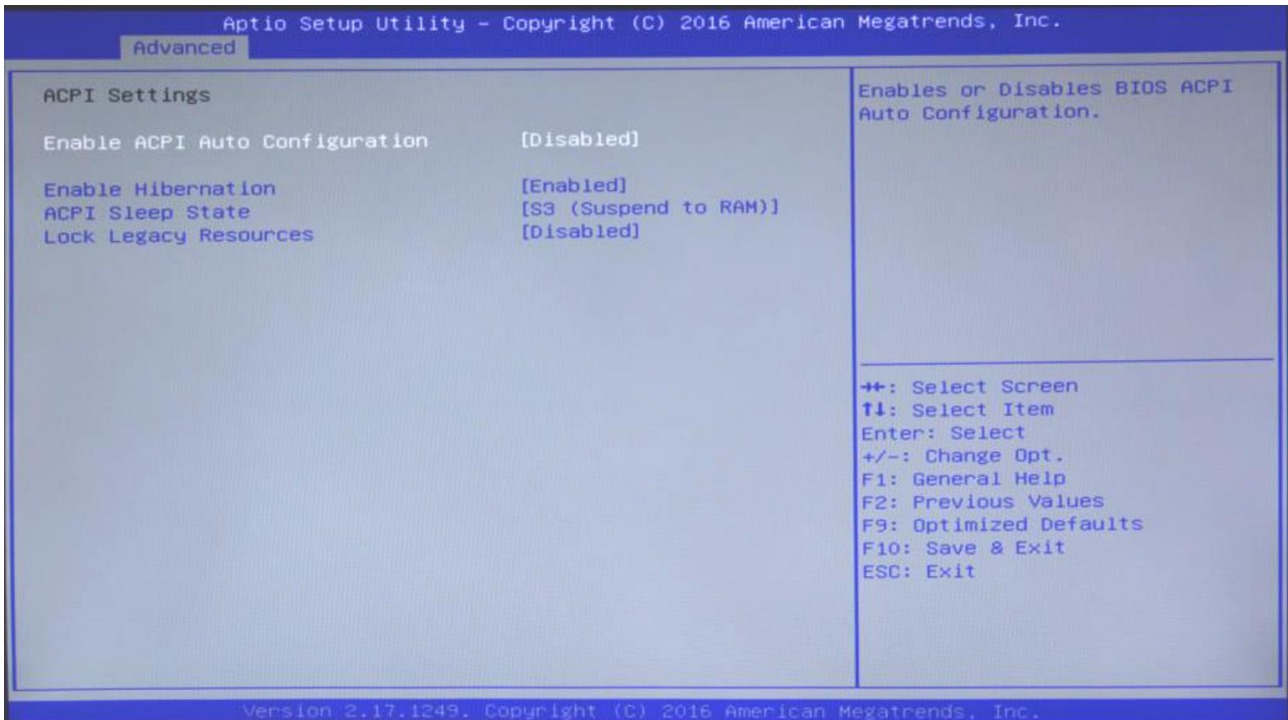 Aptio Setup Utility – Copyright (C) 2016 American Megatrends, Inc.
Advanced
ACPI Settings
Enable ACPI Auto Configuration [Disabled]
Enable Hibernation [Enabled]
ACPI Sleep State [S3 (Suspend to RAM)]
Lock Legacy Resources [Disabled]
Enables or Disables BIOS ACPI
Auto Configuration.
→←: Select Screen
↑↓: Select Item
Enter: Select
+/-: Change Opt.
F1: General Help
F2: Previous Values
F9: Optimized Defaults
F10: Save & Exit
ESC: Exit
Version 2.17.1249. Copyright (C) 2016 American Megatrends, Inc.